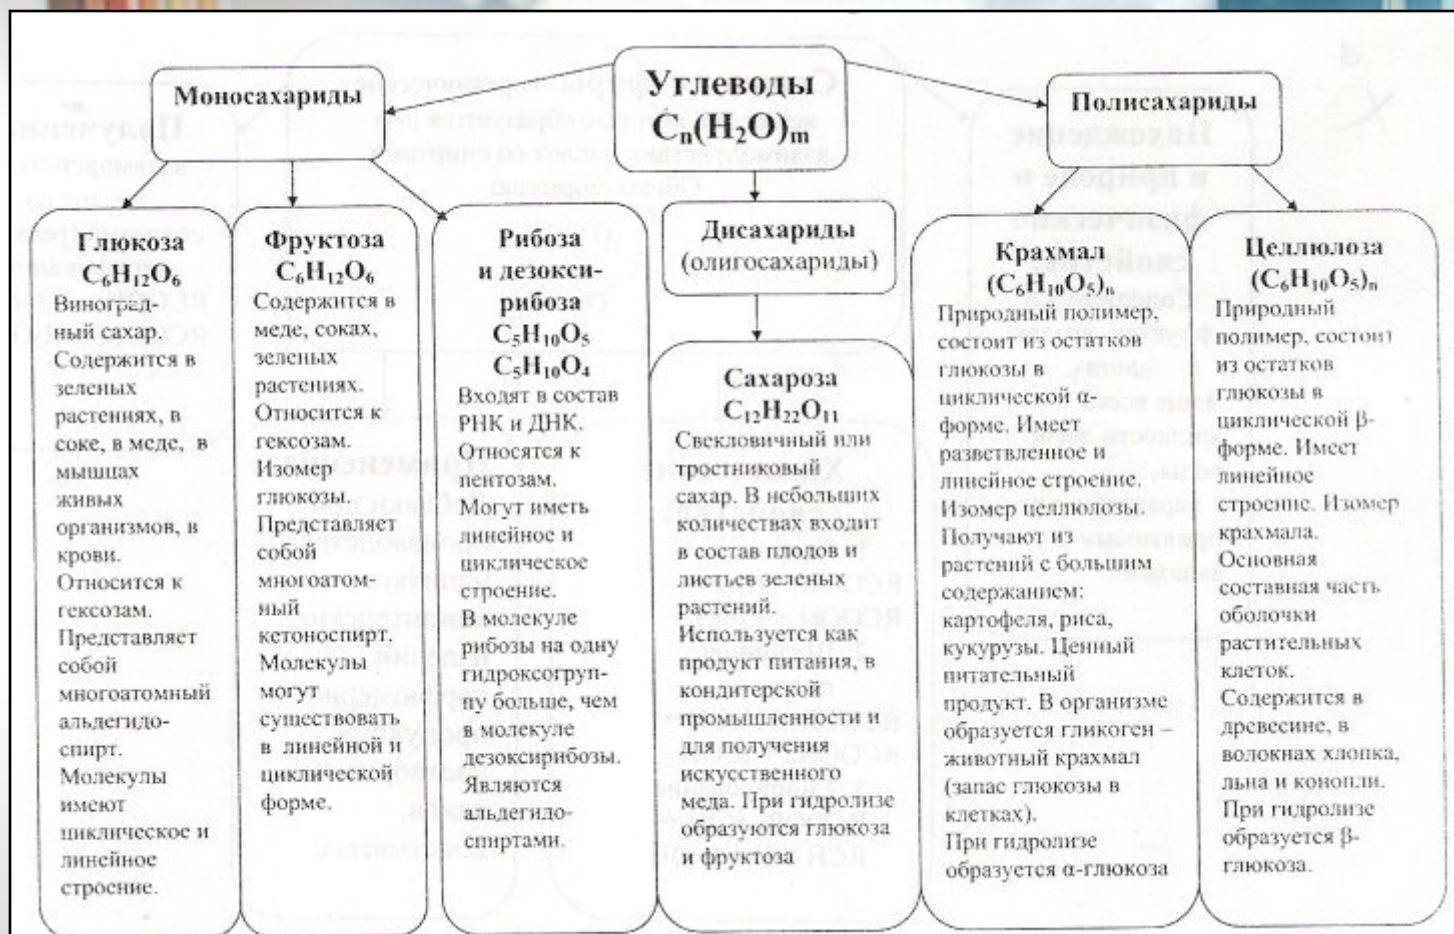 Углеводы
Cₙ(H₂O)ₘ
Моносахариды
Полисахариды
Глюкоза
C₆H₁₂O₆
Виноград-
ный сахар.
Содержится в
зеленых
растениях, в
соке, в меде, в
мышцах
живых
организмов, в
крови.
Относится к
гексозам.
Представляет
собой
многоатомный
альдегидо-
спирт.
Молекулы
имеют
циклическое и
линейное
строение.
Фруктоза
C₆H₁₂O₆
Содержится в
меде, соках,
зеленых
растениях.
Относится к
гексозам.
Изомер
глюкозы.
Представляет
собой
многоатом-
ный
кетоноспирт.
Молекулы
могут
существовать
в линейной и
циклической
форме.
Рибоза
и дезокси-
рибоза
C₅H₁₀O₅
C₅H₁₀O₄
Входят в состав
РНК и ДНК.
Относятся к
пентозам.
Могут иметь
линейное и
циклическое
строение.
В молекуле
рибозы на одну
гидроксогруп-
пу больше, чем
в молекуле
дезоксирибозы.
Являются
альдегидо-
спиртами.
Дисахариды
(олигосахариды)
Сахароза
C₁₂H₂₂O₁₁
Свекловичный или
тростниковый
сахар. В небольших
количествах входит
в состав плодов и
листьев зеленых
растений.
Используется как
продукт питания, в
кондитерской
промышленности и
для получения
искусственного
меда. При гидролизе
образуются глюкоза
и фруктоза
Крахмал
(C₆H₁₀O₅)ₙ
Природный полимер,
состоит из остатков
глюкозы в
циклической α-
форме. Имеет
разветвленное и
линейное строение.
Изомер целлюлозы.
Получают из
растений с большим
содержанием:
картофеля, риса,
кукурузы. Ценный
питательный
продукт. В организме
образуется гликоген –
животный крахмал
(запас глюкозы в
клетках).
При гидролизе
образуется α-глюкоза
Целлюлоза
(C₆H₁₀O₅)ₙ
Природный
полимер, состоит
из остатков
глюкозы в
циклической β-
форме. Имеет
линейное
строение. Изомер
крахмала.
Основная
составная часть
оболочки
растительных
клеток.
Содержится в
древесине, в
волокнах хлопка,
льна и конопли.
При гидролизе
образуется β-
глюкоза.